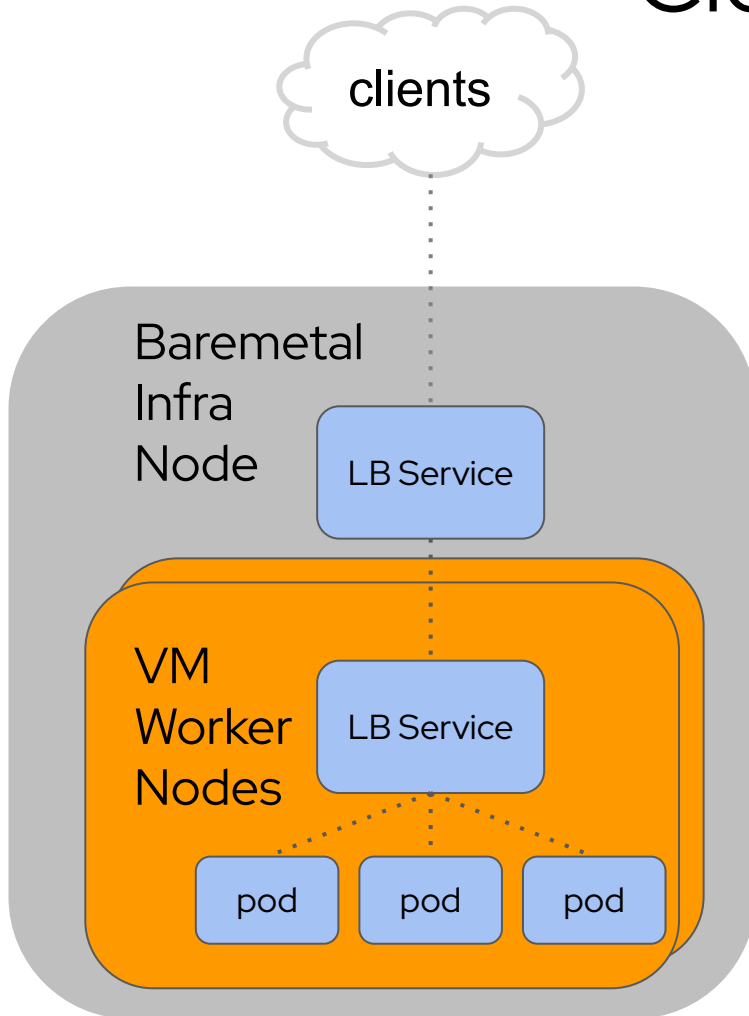 clients
Baremetal
Infra
Node
LB Service
VM
Worker
Nodes
LB Service
pod
pod
pod